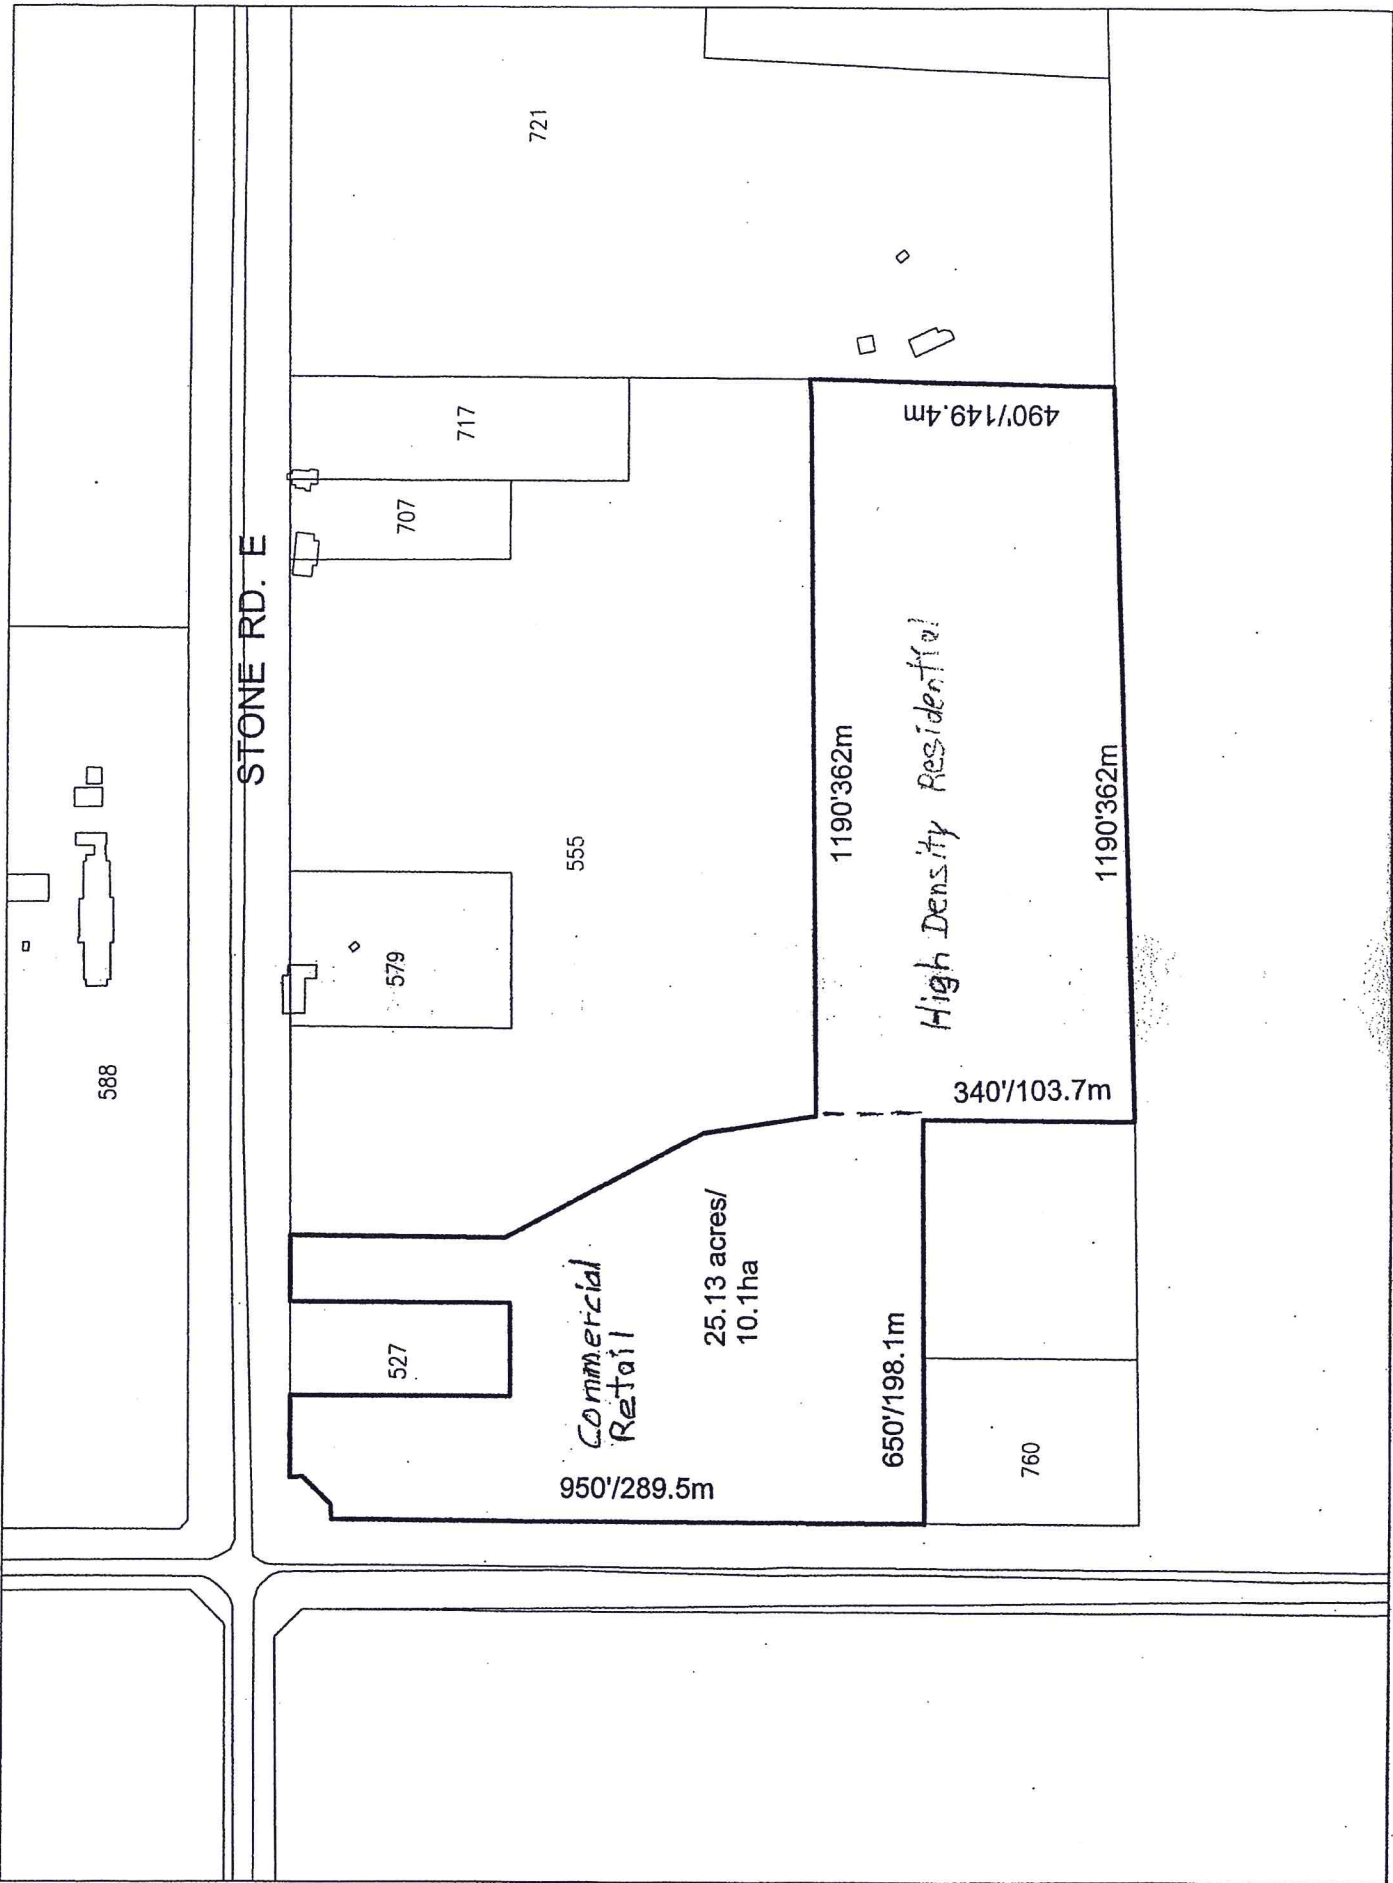 588
STONE RD. E
721
717
707
579
555
527
Commercial
Retail
25.13 acres/
10.1ha
950'/289.5m
650'/198.1m
760
1190'362m
High Density Residential
340'/103.7m
1190'362m
490'/149.4m